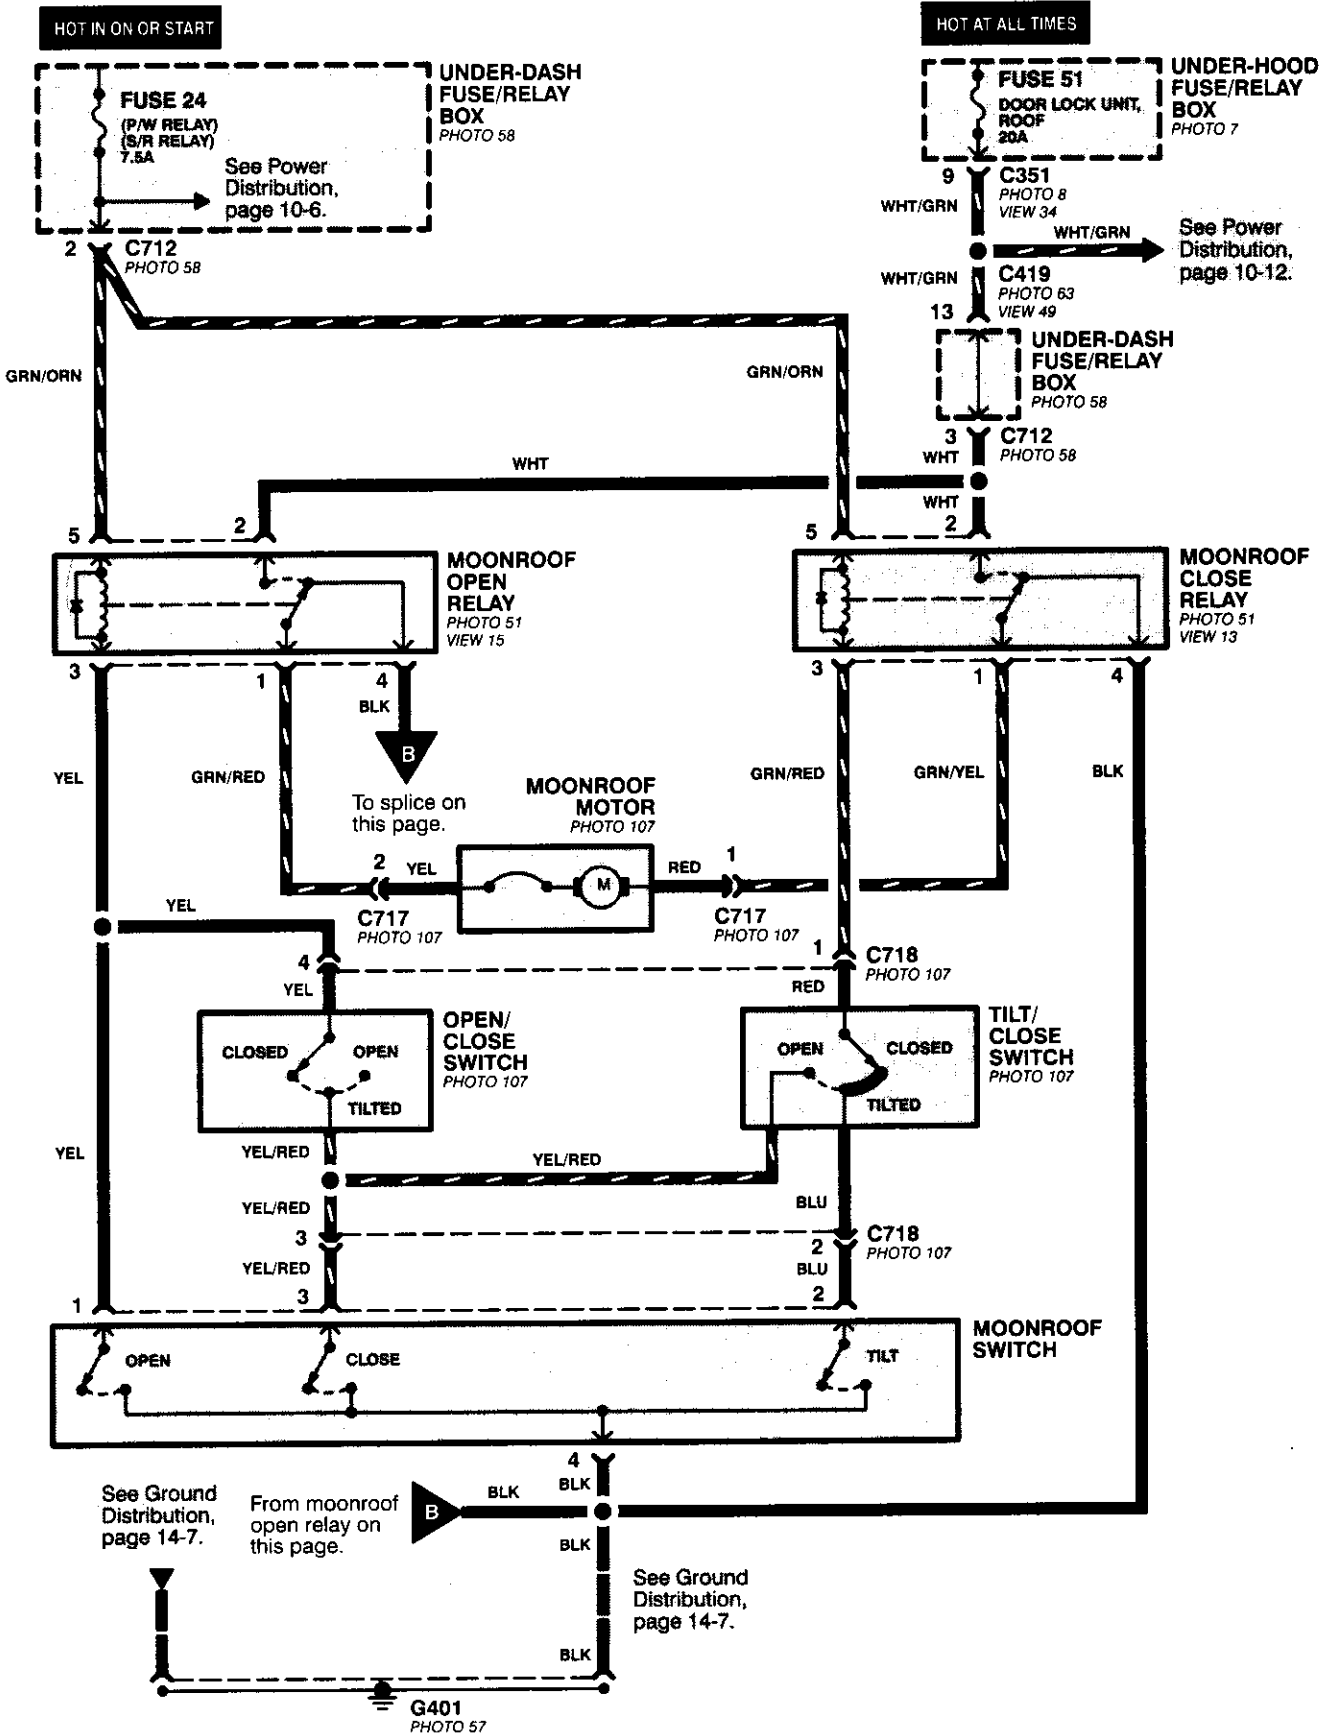 HOT IN ON OR START
HOT AT ALL TIMES
FUSE 24
(P/W RELAY)
(S/R RELAY)
7.5A
See Power
Distribution,
page 10-6.
UNDER-DASH
FUSE/RELAY
BOX
PHOTO 58
FUSE 51
DOOR LOCK UNIT,
ROOF
20A
UNDER-HOOD
FUSE/RELAY
BOX
PHOTO 7
2
C712
PHOTO 58
9
C351
PHOTO 8
VIEW 34
WHT/GRN
WHT/GRN
See Power
Distribution,
page 10-12.
WHT/GRN
C419
PHOTO 63
VIEW 49
13
UNDER-DASH
FUSE/RELAY
BOX
PHOTO 58
GRN/ORN
GRN/ORN
3
C712
PHOTO 58
WHT
WHT
WHT
5
2
5
2
MOONROOF
OPEN
RELAY
PHOTO 51
VIEW 15
MOONROOF
CLOSE
RELAY
PHOTO 51
VIEW 13
3
1
4
3
1
4
BLK
B
To splice on
this page.
YEL
GRN/RED
GRN/RED
GRN/YEL
BLK
MOONROOF
MOTOR
PHOTO 107
2
YEL
M
RED
1
C717
PHOTO 107
C717
PHOTO 107
YEL
4
YEL
1
C718
PHOTO 107
RED
OPEN/
CLOSE
SWITCH
PHOTO 107
CLOSED
OPEN
TILTED
TILT/
CLOSE
SWITCH
PHOTO 107
OPEN
CLOSED
TILTED
YEL
YEL/RED
YEL/RED
YEL/RED
BLU
3
2
C718
PHOTO 107
YEL/RED
BLU
1
3
2
MOONROOF
SWITCH
OPEN
CLOSE
TILT
4
BLK
See Ground
Distribution,
page 14-7.
From moonroof
open relay on
this page.
B
BLK
BLK
See Ground
Distribution,
page 14-7.
BLK
G401
PHOTO 57